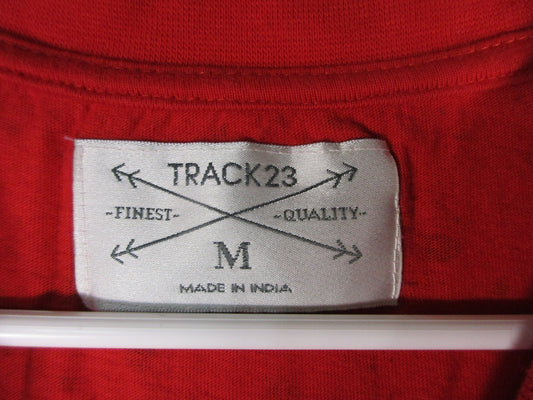 TRACK23
-FINEST- -QUALITY-
M
MADE IN INDIA